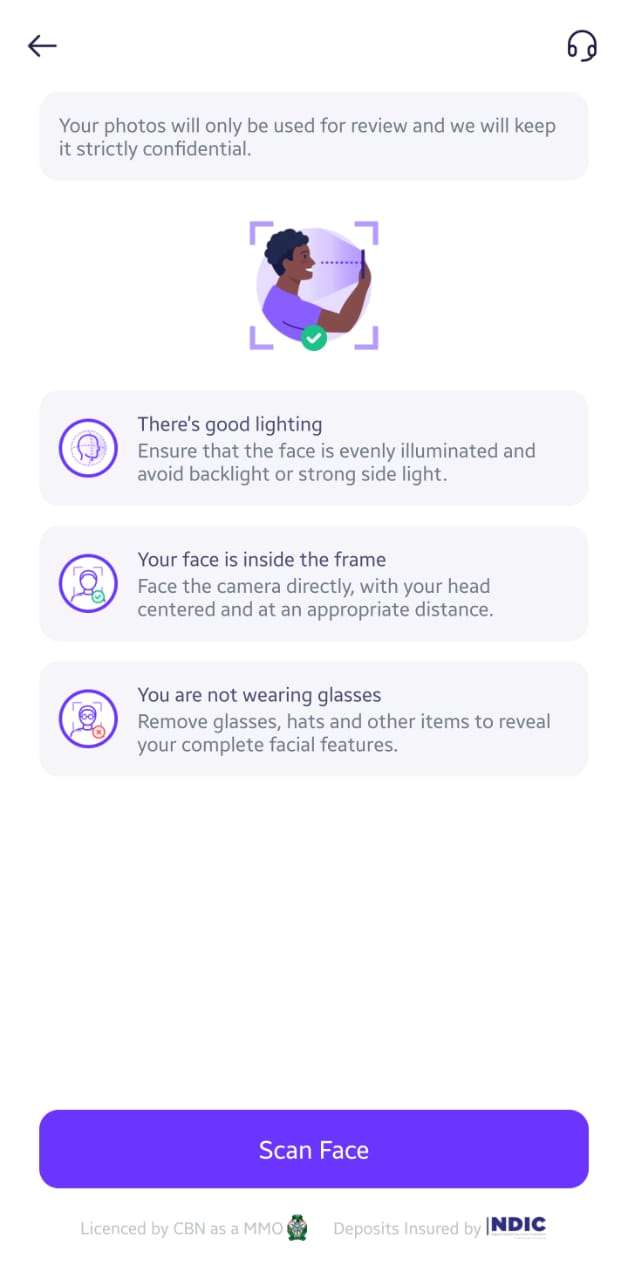 Your photos will only be used for review and we will keep
it strictly confidential.
There's good lighting
Ensure that the face is evenly illuminated and
avoid backlight or strong side light.
Your face is inside the frame
Face the camera directly, with your head
centered and at an appropriate distance.
You are not wearing glasses
Remove glasses, hats and other items to reveal
your complete facial features.
Scan Face
Licenced by CBN as a MMO Deposits Insured by NDIC